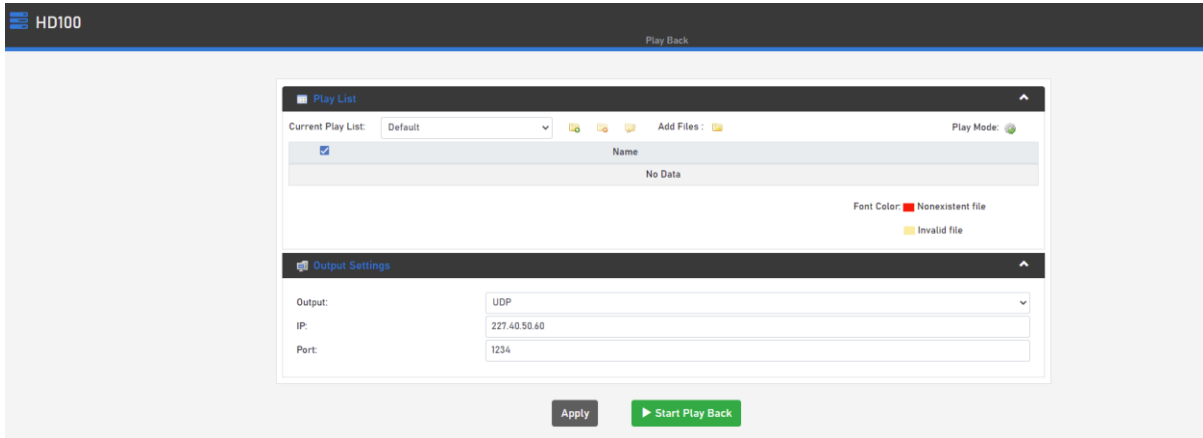 HD100
Play Back
Play List
Current Play List: Default Add Files : Play Mode:
Name
No Data
Font Color: Nonexistent file
Invalid file
Output Settings
Output: UDP
IP: 227.40.50.60
Port: 1234
Apply Start Play Back